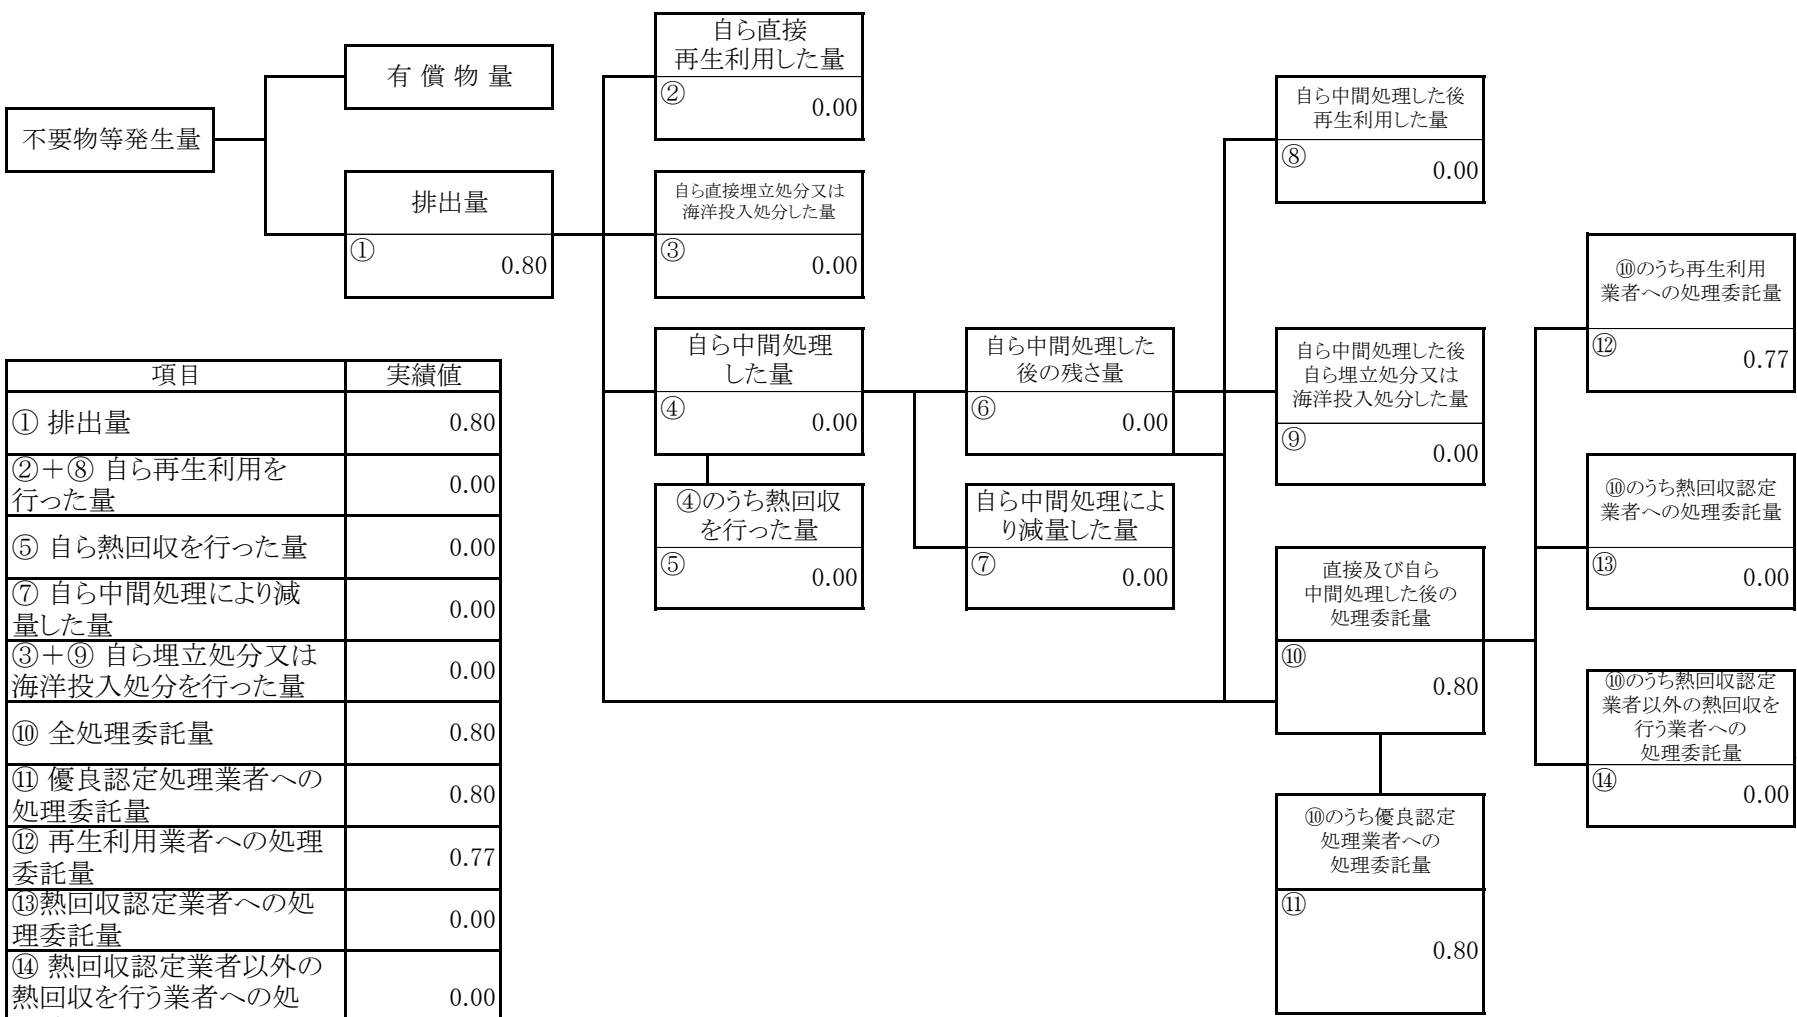 不要物等発生量
有償物量
排出量
①
0.80
自ら直接
再生利用した量
②
0.00
自ら直接埋立処分又は
海洋投入処分した量
③
0.00
自ら中間処理
した量
④
0.00
④のうち熱回収
を行った量
⑤
0.00
自ら中間処理した
後の残さ量
⑥
0.00
自ら中間処理によ
り減量した量
⑦
0.00
自ら中間処理した後
再生利用した量
⑧
0.00
自ら中間処理した後
自ら埋立処分又は
海洋投入処分した量
⑨
0.00
直接及び自ら
中間処理した後の
処理委託量
⑩
0.80
⑩のうち優良認定
処理業者への
処理委託量
⑪
0.80
⑩のうち再生利用
業者への処理委託量
⑫
0.77
⑩のうち熱回収認定
業者への処理委託量
⑬
0.00
⑩のうち熱回収認定
業者以外の熱回収を
行う業者への
処理委託量
⑭
0.00
項目 実績値
① 排出量 0.80
②＋⑧ 自ら再生利用を
行った量 0.00
⑤ 自ら熱回収を行った量 0.00
⑦ 自ら中間処理により減
量した量 0.00
③＋⑨ 自ら埋立処分又は
海洋投入処分を行った量 0.00
⑩ 全処理委託量 0.80
⑪ 優良認定処理業者への
処理委託量 0.80
⑫ 再生利用業者への処理
委託量 0.77
⑬熱回収認定業者への処
理委託量 0.00
⑭ 熱回収認定業者以外の
熱回収を行う業者への処 0.00